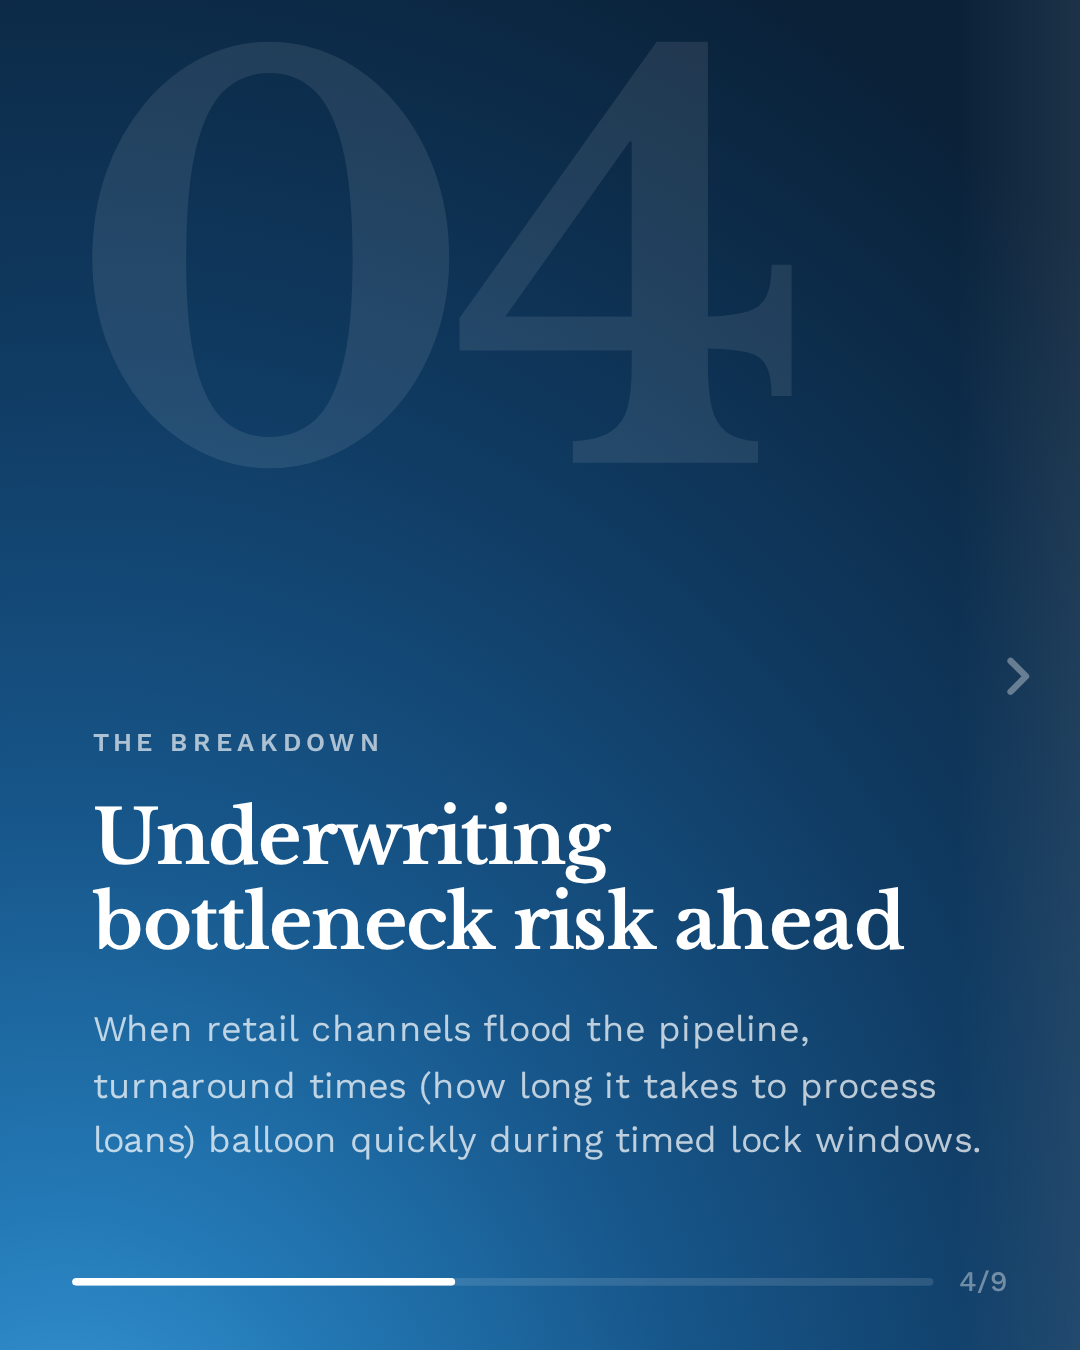 04
THE BREAKDOWN
Underwriting
bottleneck risk ahead
When retail channels flood the pipeline,
turnaround times (how long it takes to process
loans) balloon quickly during timed lock windows.
4/9